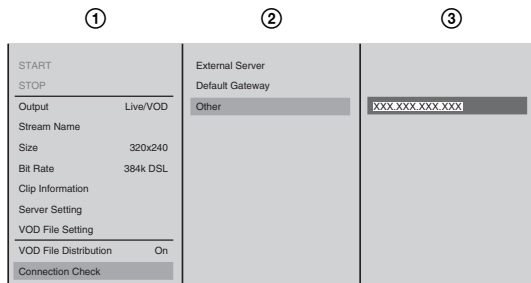 ① ② ③
START
STOP
Output Live/VOD
Stream Name
Size 320x240
Bit Rate 384k DSL
Clip Information
Server Setting
VOD File Setting
VOD File Distribution On
Connection Check
External Server
Default Gateway
Other
XXX.XXX.XXX.XXX